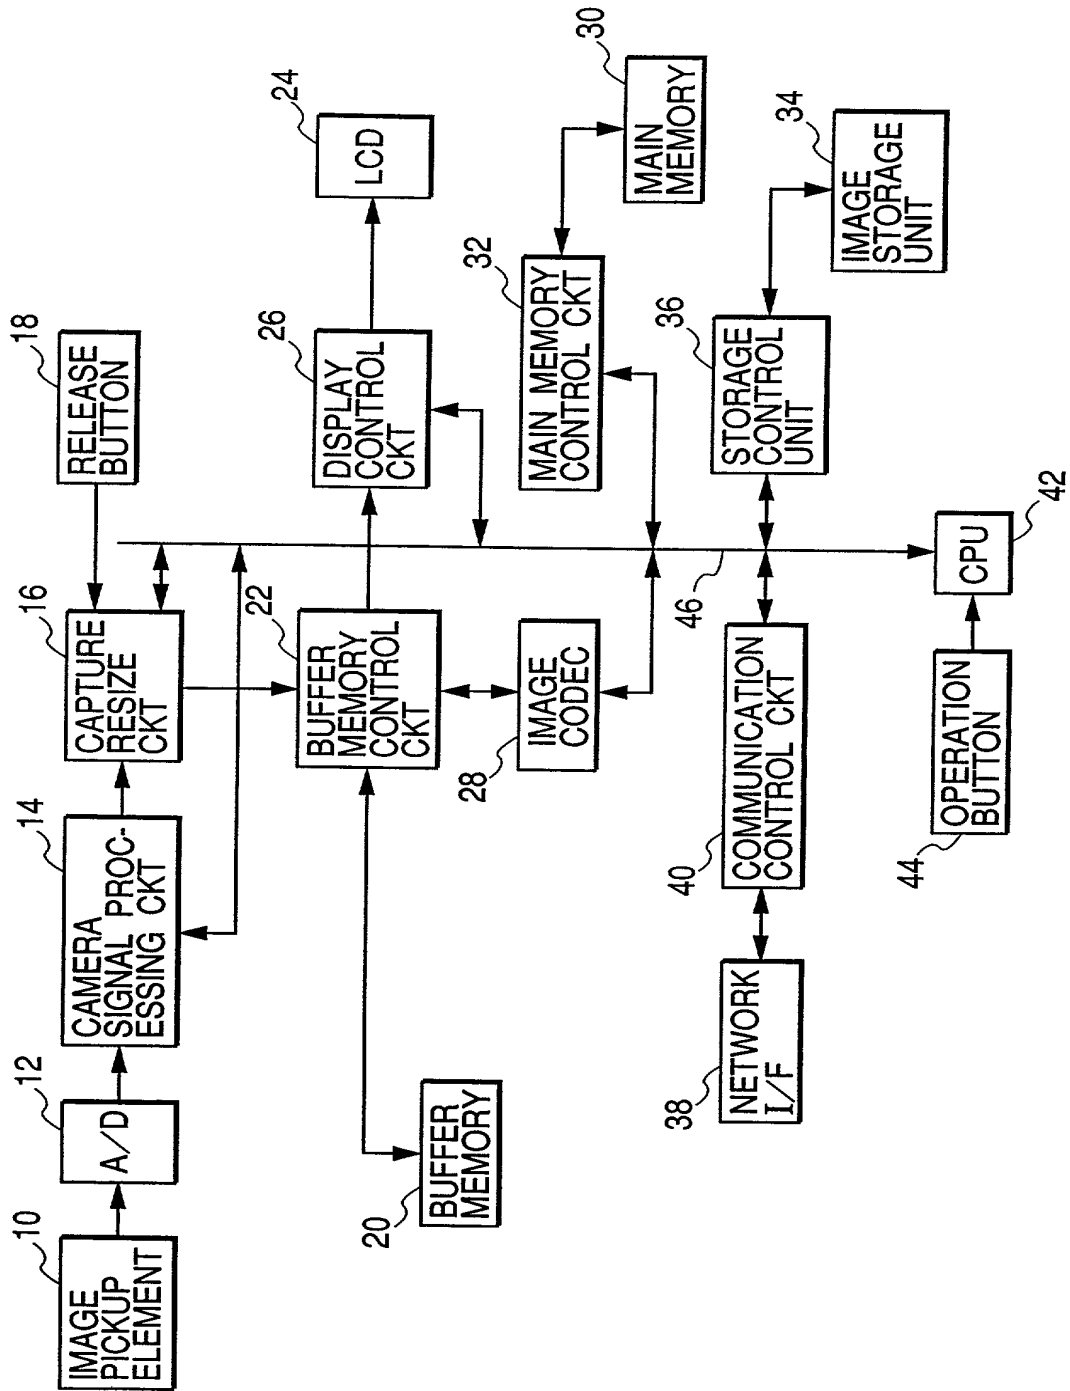 10
IMAGE
PICKUP
ELEMENT
12
A/D
14
CAMERA
SIGNAL PROC-
ESSING CKT
16
CAPTURE
RESIZE
CKT
18
RELEASE
BUTTON
20
BUFFER
MEMORY
22
BUFFER
MEMORY
CONTROL
CKT
26
DISPLAY
CONTROL
CKT
24
LCD
28
IMAGE
CODEC
32
MAIN MEMORY
CONTROL CKT
30
MAIN
MEMORY
38
NETWORK
I/F
40
COMMUNICATION
CONTROL CKT
46
36
STORAGE
CONTROL
UNIT
34
IMAGE
STORAGE
UNIT
44
OPERATION
BUTTON
CPU
42